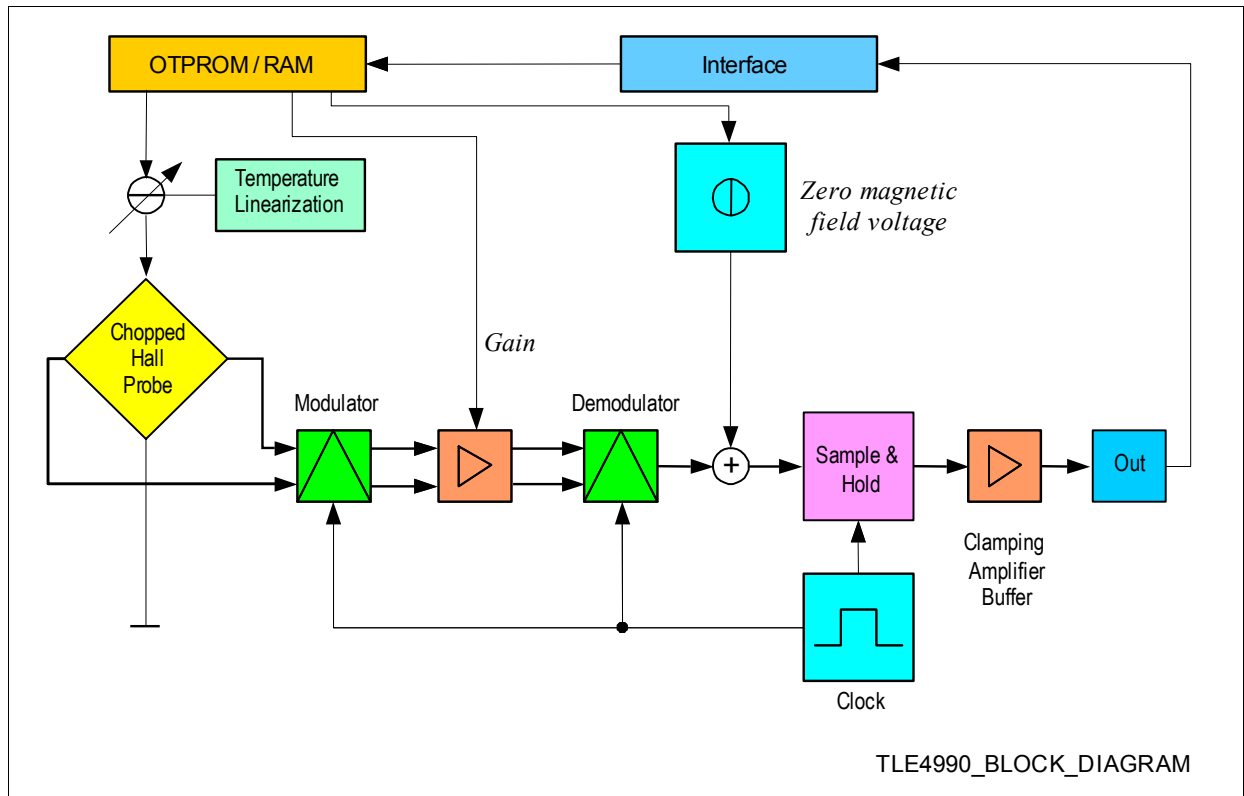 OTPROM / RAM
Interface
Temperature
Linearization
Zero magnetic
field voltage
Chopped
Hall
Probe
Gain
Modulator
Demodulator
+
Sample &
Hold
Out
Clamping
Amplifier
Buffer
Clock
TLE4990_BLOCK_DIAGRAM